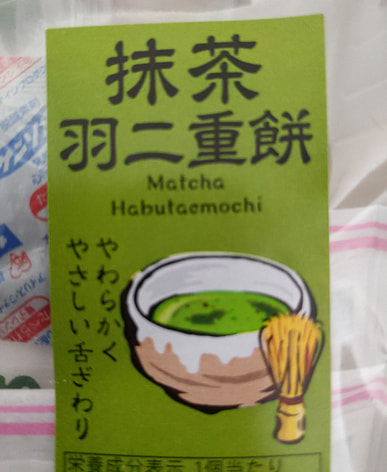 抹茶
羽二重餅
Matcha
Habutaemochi
やわらかく
やさしい舌ざわり
栄養成分表示 1個当たり